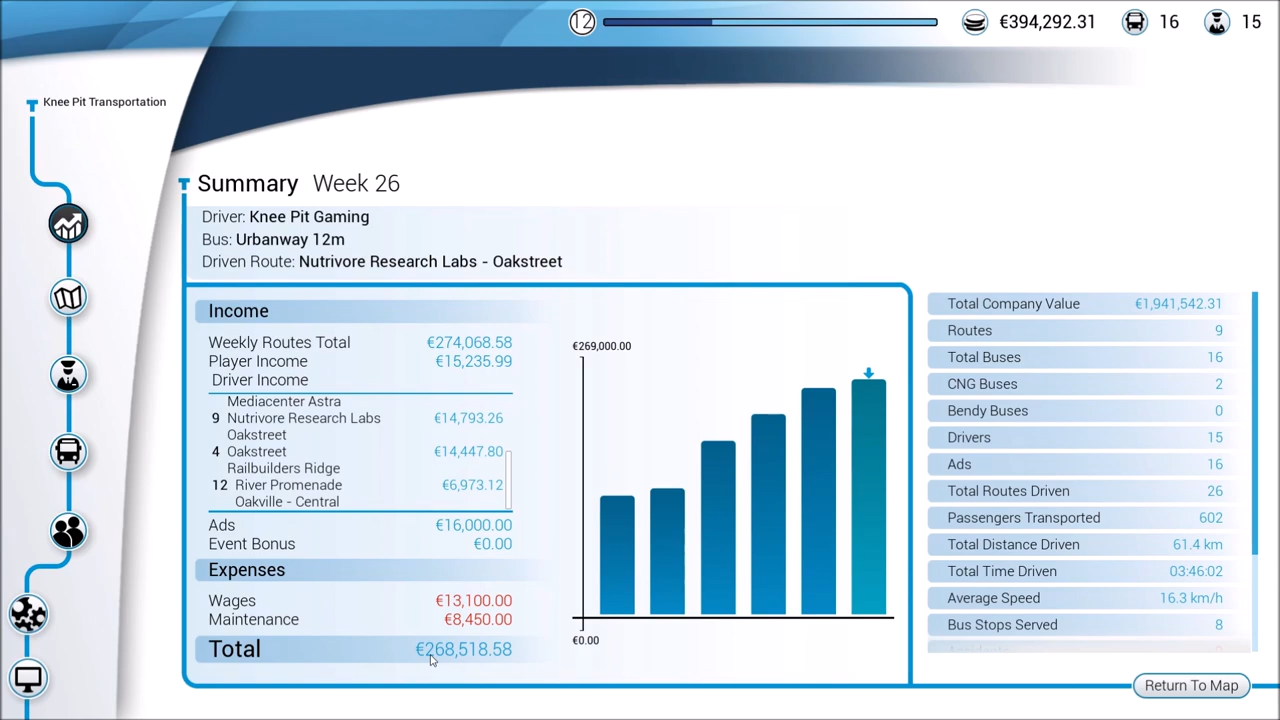 12
€394,292.31
16
15
Knee Pit Transportation
Summary Week 26
Driver: Knee Pit Gaming
Bus: Urbanway 12m
Driven Route: Nutrivore Research Labs - Oakstreet
Income
Weekly Routes Total €274,068.58
Player Income €15,235.99
Driver Income
Mediacenter Astra
9 Nutrivore Research Labs €14,793.26
Oakstreet
4 Oakstreet €14,447.80
Railbuilders Ridge
12 River Promenade €6,973.12
Oakville - Central
Ads €16,000.00
Event Bonus €0.00
Expenses
Wages €13,100.00
Maintenance €8,450.00
Total €268,518.58
€269,000.00
€0.00
Total Company Value €1,941,542.31
Routes 9
Total Buses 16
CNG Buses 2
Bendy Buses 0
Drivers 15
Ads 16
Total Routes Driven 26
Passengers Transported 602
Total Distance Driven 61.4 km
Total Time Driven 03:46:02
Average Speed 16.3 km/h
Bus Stops Served 8
Return To Map